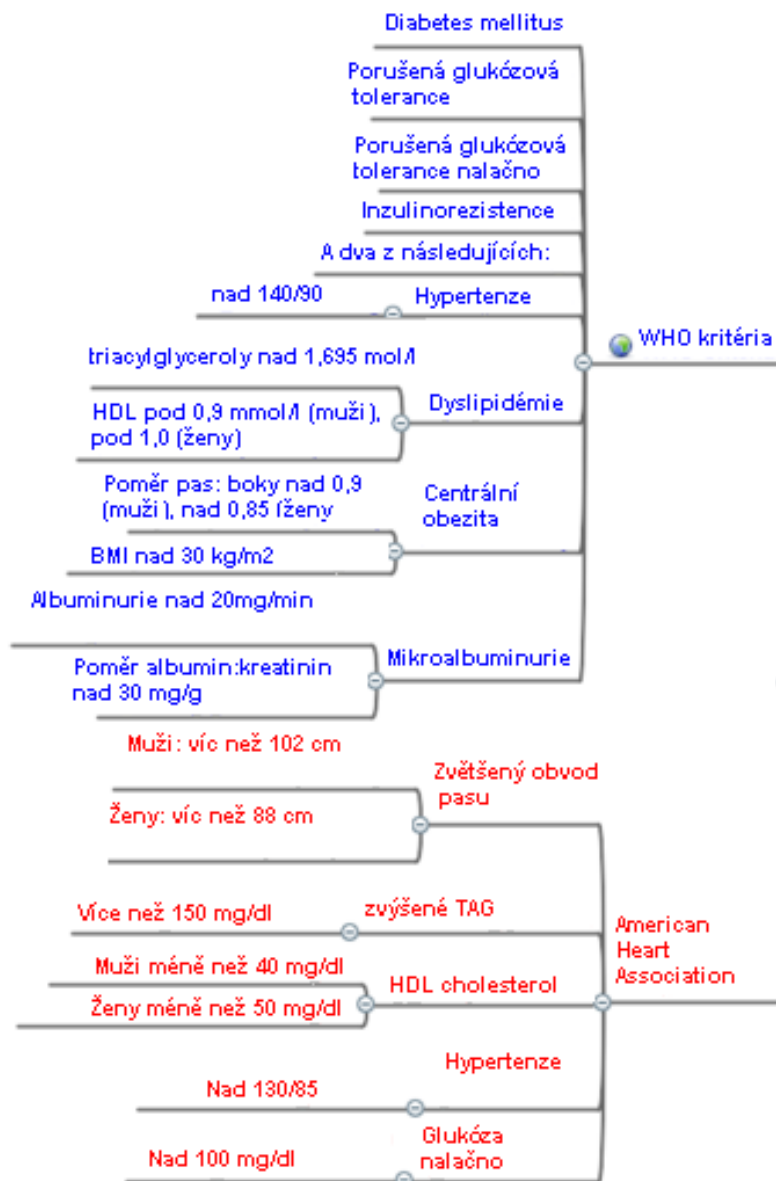 Diabetes mellitus
Porušená glukózová
tolerance
Porušená glukózová
tolerance nalačno
Inzulinorezistence
A dva z následujících:
nad 140/90
Hypertenze
WHO kritéria
triacylglyceroly nad 1,695 mol/l
HDL pod 0,9 mmol/l (muži),
pod 1,0 (ženy)
Dyslipidémie
Poměr pas: boky nad 0,9
(muži), nad 0,85 (ženy
BMI nad 30 kg/m2
Centrální
obezita
Albuminurie nad 20mg/min
Poměr albumin:kreatinin
nad 30 mg/g
Mikroalbuminurie
Muži: víc než 102 cm
Ženy: víc než 88 cm
Zvětšený obvod
pasu
Více než 150 mg/dl
zvýšené TAG
Muži méně než 40 mg/dl
Ženy méně než 50 mg/dl
HDL cholesterol
American
Heart
Association
Hypertenze
Nad 130/85
Glukóza
nalačno
Nad 100 mg/dl